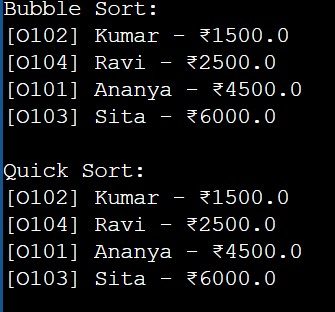 Bubble Sort:
[O102] Kumar - ₹1500.0
[O104] Ravi - ₹2500.0
[O101] Ananya - ₹4500.0
[O103] Sita - ₹6000.0

Quick Sort:
[O102] Kumar - ₹1500.0
[O104] Ravi - ₹2500.0
[O101] Ananya - ₹4500.0
[O103] Sita - ₹6000.0